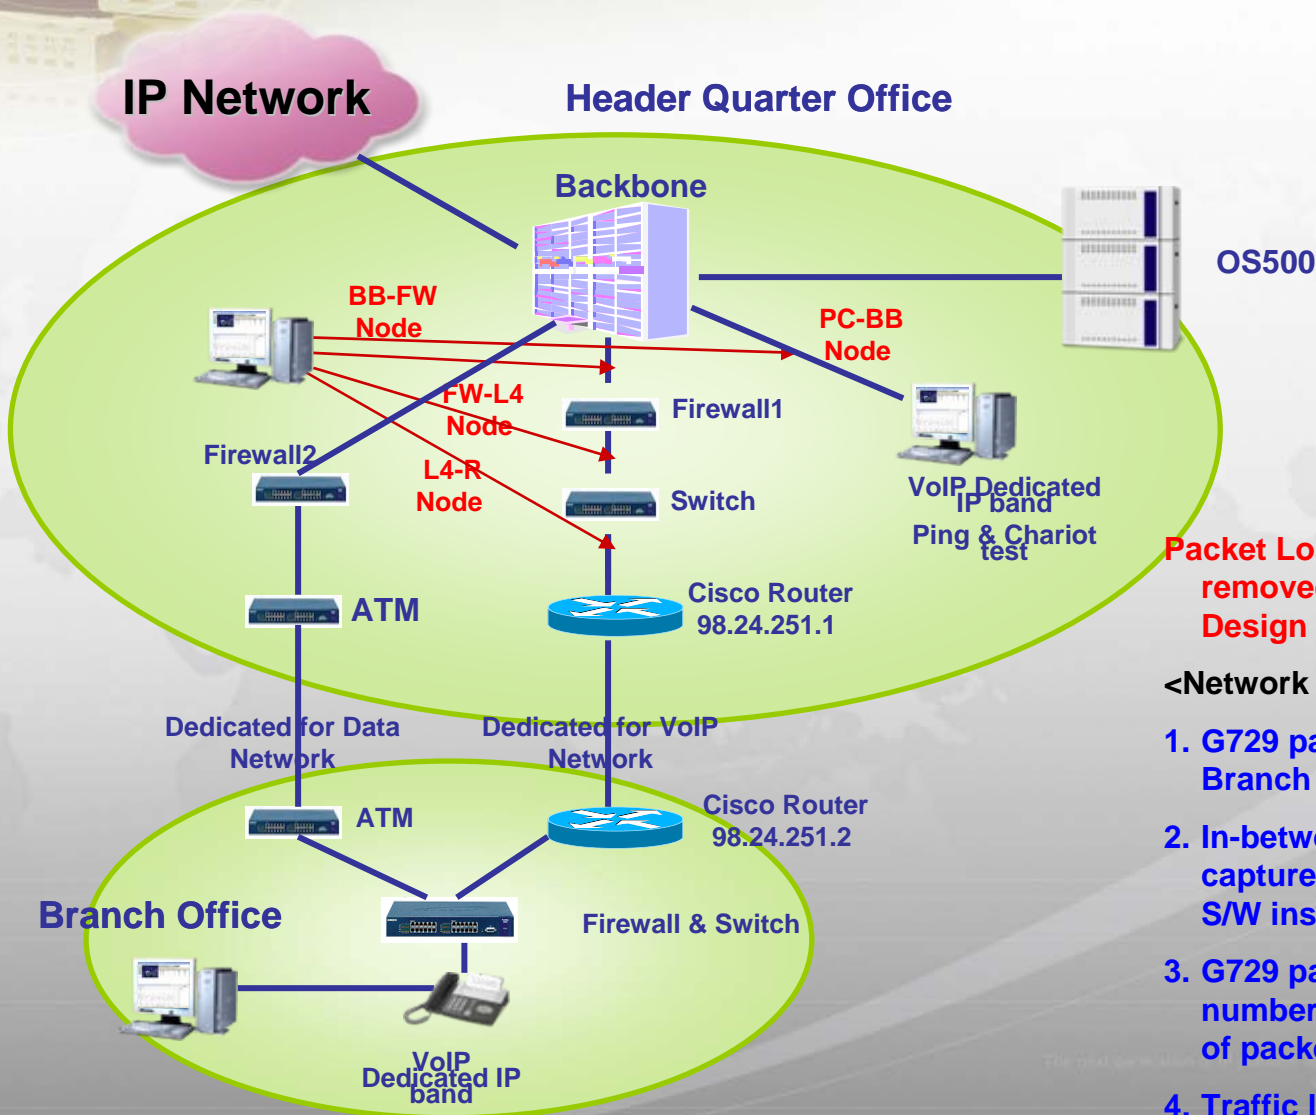 IP Network
Header Quarter Office
Backbone
OS500
BB-FW
Node
PC-BB
Node
FW-L4
Node
Firewall1
Firewall2
L4-R
Node
Switch
VoIP Dedicated
IP band
Ping & Chariot
test
ATM
Cisco Router
98.24.251.1
Dedicated for Data
Network
Dedicated for VoIP
Network
ATM
Cisco Router
98.24.251.2
Branch Office
Firewall & Switch
VoIP
Dedicated IP
band
Packet Lo
removed
Design
<Network
1. G729 pa
Branch
2. In-betwe
capture
S/W ins
3. G729 pa
number
of packe
4. Traffic l